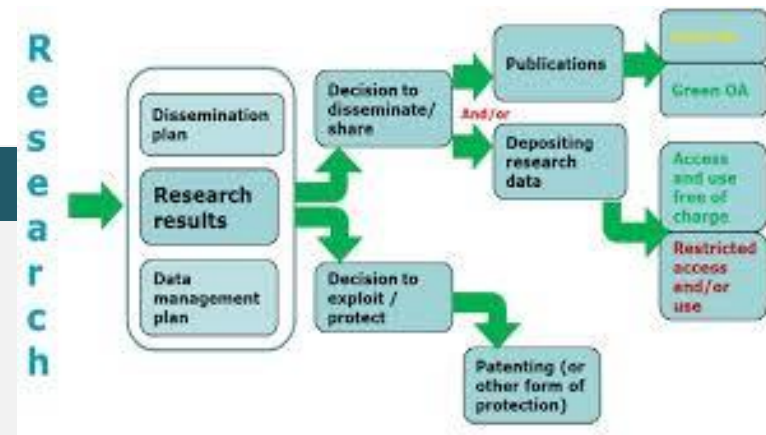 Research
Dissemination
plan
Research
results
Data
management
plan
Decision to
disseminate/
share
Decision to
exploit /
protect
And/or
Publications
Depositing
research
data
Patenting (or
other form of
protection)
Green OA
Access
and use
free of
charge
Restricted
access
and/or
use